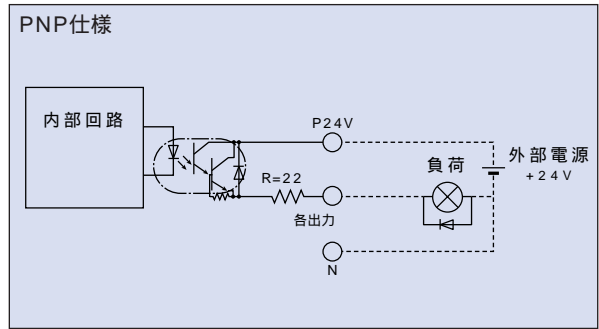 PNP仕様
内部回路
P24V
負荷
外部電源
+24V
R=22
各出力
N